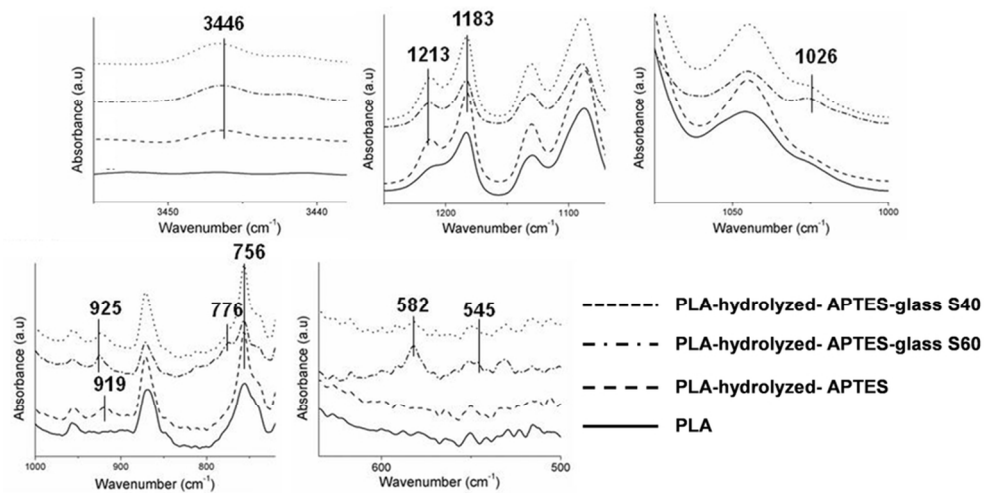 3446
Absorbance (a.u)
3450
3440
Wavenumber (cm-1)
1213
1183
Absorbance (a.u)
1200
1100
Wavenumber (cm-1)
1026
Absorbance (a.u)
1050
1000
Wavenumber (cm-1)
925
919
776
756
Absorbance (a.u)
1000
900
800
Wavenumber (cm-1)
582
545
Absorbance (a.u)
600
500
Wavenumber (cm-1)
PLA-hydrolyzed- APTES-glass S40
PLA-hydrolyzed- APTES-glass S60
PLA-hydrolyzed- APTES
PLA